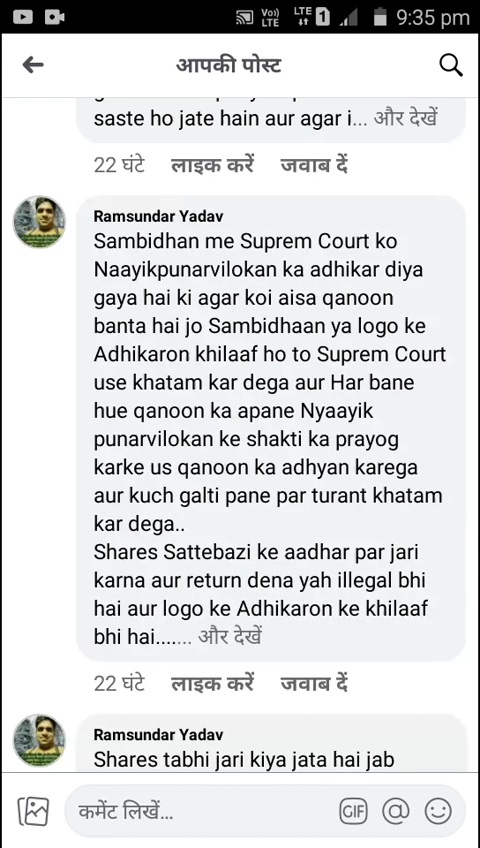 Vo)) LTE LTE 1 9:35 pm
आपकी पोस्ट
saste ho jate hain aur agar i... और देखें
22 घंटे लाइक करें जवाब दें
Ramsundar Yadav
Sambidhan me Suprem Court ko
Naayikpunarvilokan ka adhikar diya
gaya hai ki agar koi aisa qanoon
banta hai jo Sambidhaan ya logo ke
Adhikaron khilaaf ho to Suprem Court
use khatam kar dega aur Har bane
hue qanoon ka apane Nyaayik
punarvilokan ke shakti ka prayog
karke us qanoon ka adhyan karega
aur kuch galti pane par turant khatam
kar dega..
Shares Sattebazi ke aadhar par jari
karna aur return dena yah illegal bhi
hai aur logo ke Adhikaron ke khilaaf
bhi hai....... और देखें
22 घंटे लाइक करें जवाब दें
Ramsundar Yadav
Shares tabhi jari kiya jata hai jab
कमेंट लिखें... GIF @